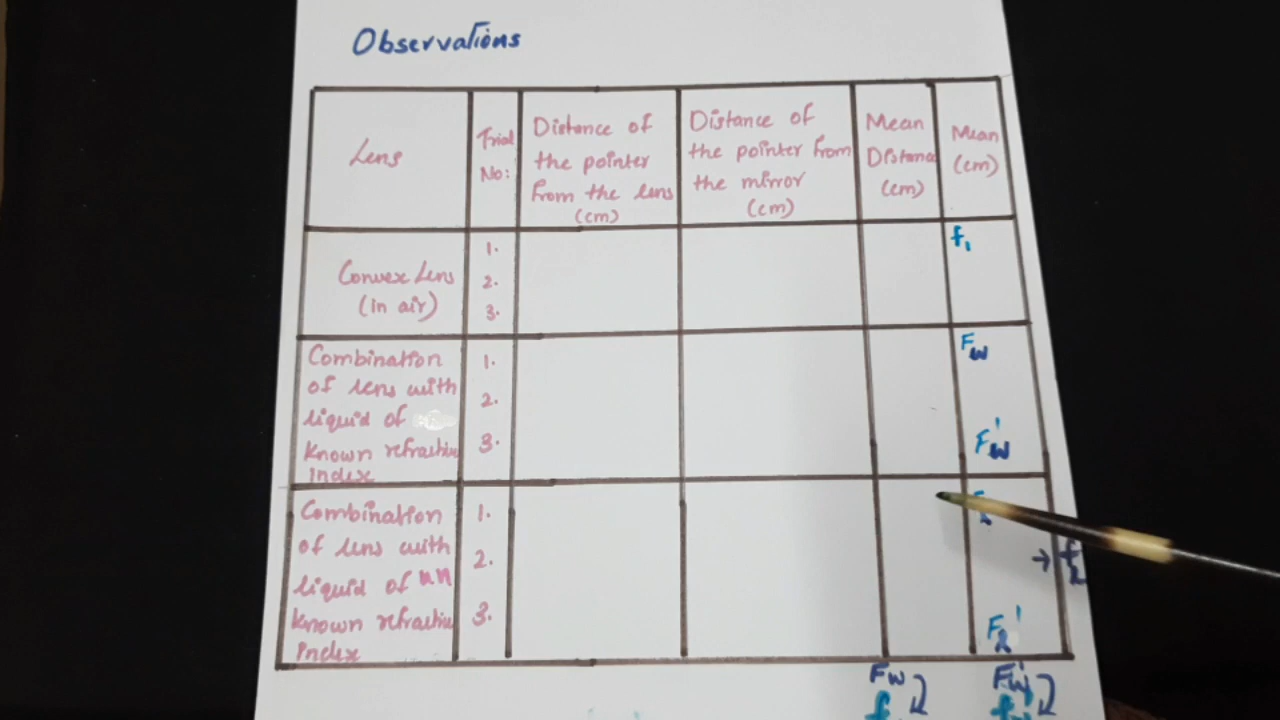 Observations
Lens
Trial
No:
Distance of
the pointer
from the lens
(cm)
Distance of
the pointer from
the mirror
(cm)
Mean
Distance
(cm)
Mean
(cm)
Convex Lens
(in air)
1.
2.
3.
f₁
Combination
of lens with
liquid of
known refractive
index
1.
2.
3.
Fw
F'w
Combination
of lens with
liquid of un
known refractive
index
1.
2.
3.
→ f₂
F₂'
Fw
F'w